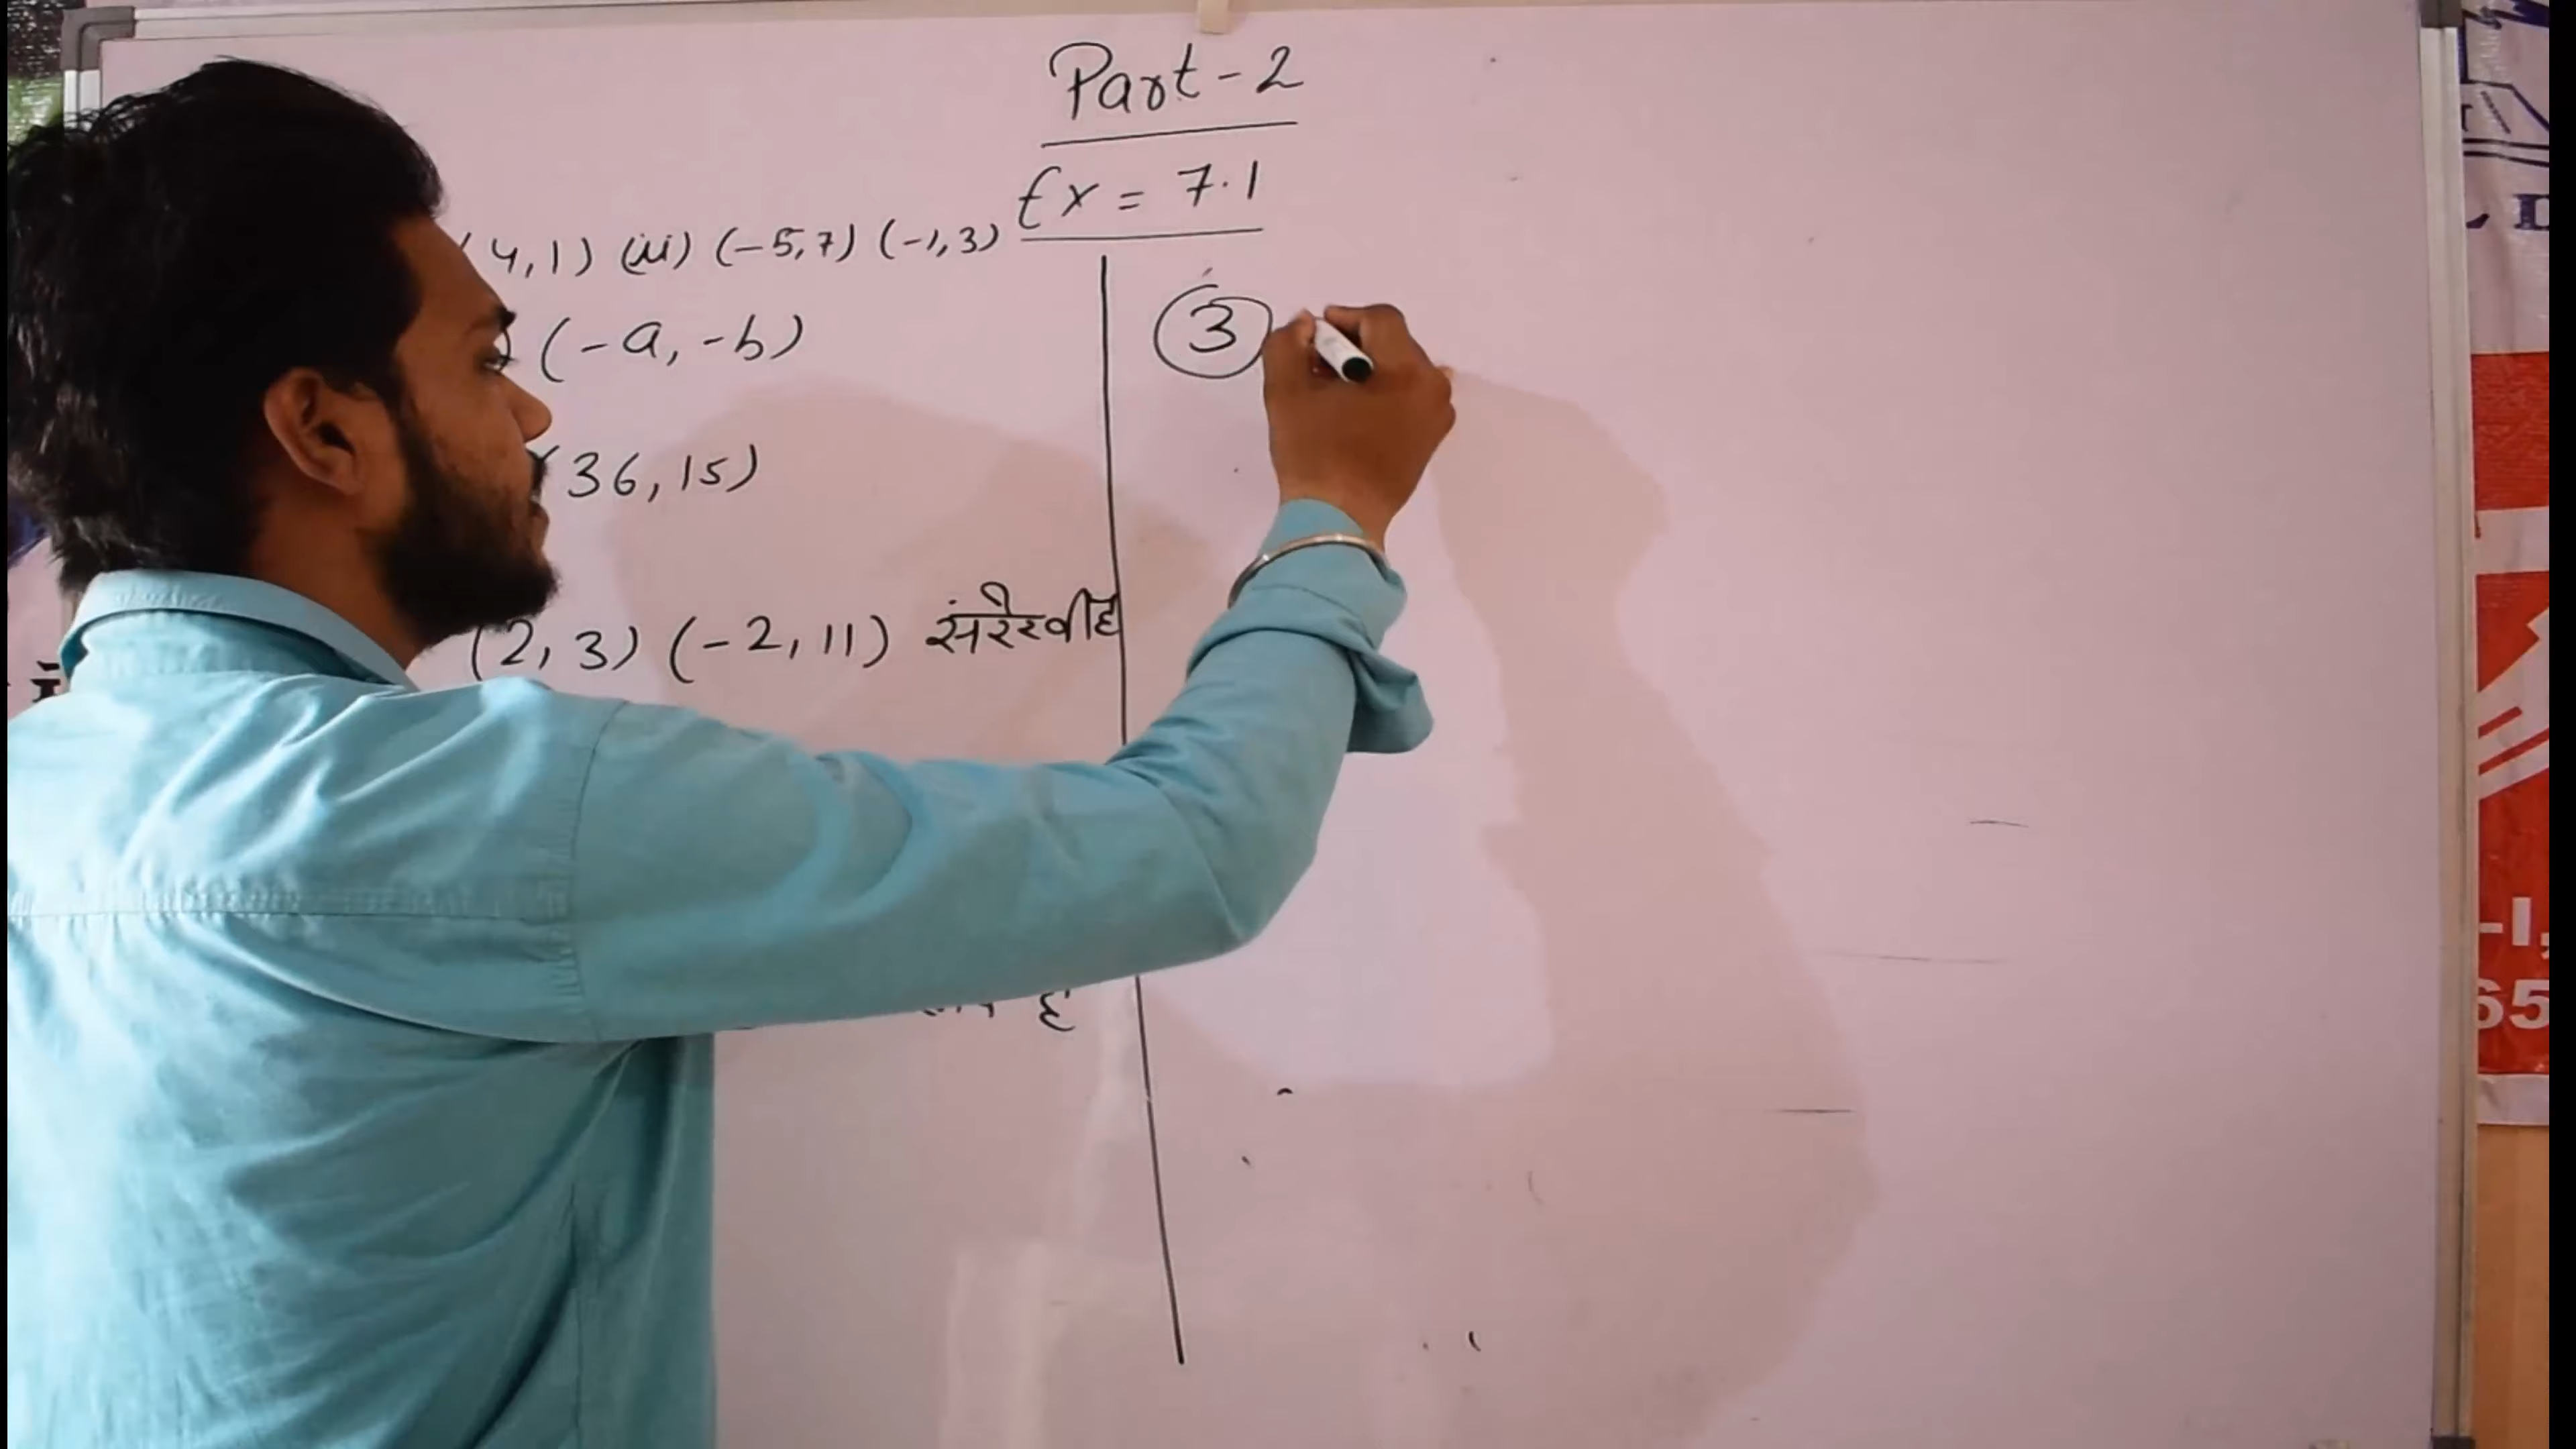 Part-2
Ex = 7.1
4,1) (iii) (-5,7) (-1,3)
(-a, -b)
3
(36, 15)
(2, 3) (-2, 11) संरेखी है
है
-I,
65